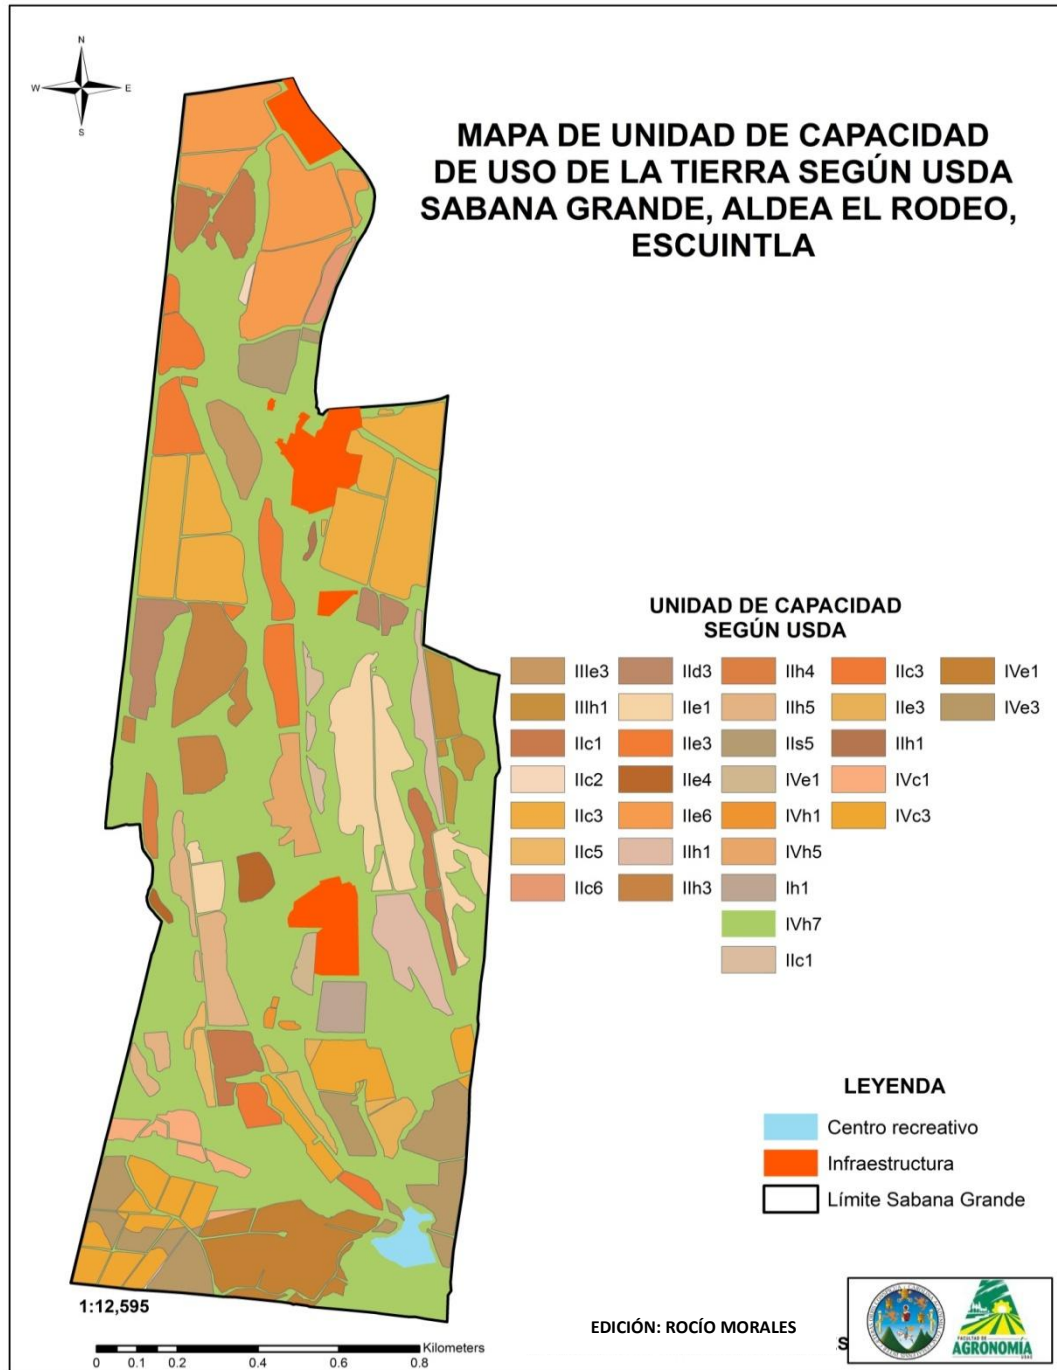 N
W E
S
MAPA DE UNIDAD DE CAPACIDAD
DE USO DE LA TIERRA SEGÚN USDA
SABANA GRANDE, ALDEA EL RODEO,
ESCUINTLA
UNIDAD DE CAPACIDAD
SEGÚN USDA
IIIe3 IId3 IIh4 IIc3 IVe1
IIIh1 IIe1 IIh5 IIe3 IVe3
IIc1 IIe3 IIs5 IIh1
IIc2 IIe4 IVe1 IVc1
IIc3 IIe6 IVh1 IVc3
IIc5 IIh1 IVh5
IIc6 IIh3 Ih1
IVh7
IIc1
LEYENDA
Centro recreativo
Infraestructura
Límite Sabana Grande
1:12,595
Kilometers
0 0.1 0.2 0.4 0.6 0.8
EDICIÓN: ROCÍO MORALES
S
FACULTAD DE
AGRONOMÍA